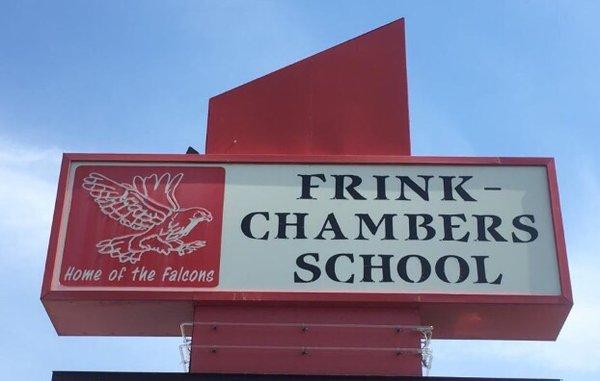 FRINK-
CHAMBERS
SCHOOL
Home of the Falcons